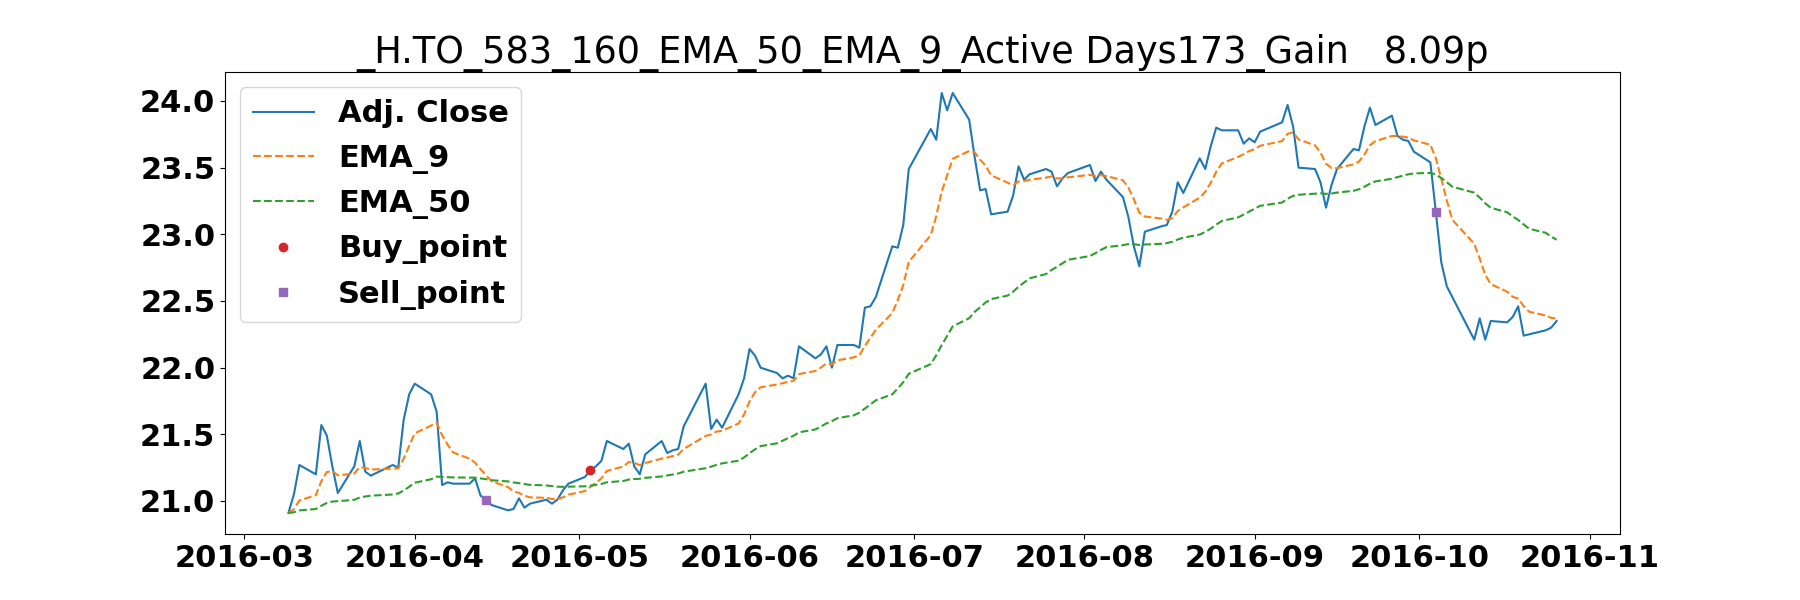 _H.TO_583_160_EMA_50_EMA_9_Active Days173_Gain   8.09p
24.0
23.5
23.0
22.5
22.0
21.5
21.0
Adj. Close
EMA_9
EMA_50
Buy_point
Sell_point
2016-03 2016-04 2016-05 2016-06 2016-07 2016-08 2016-09 2016-10 2016-11